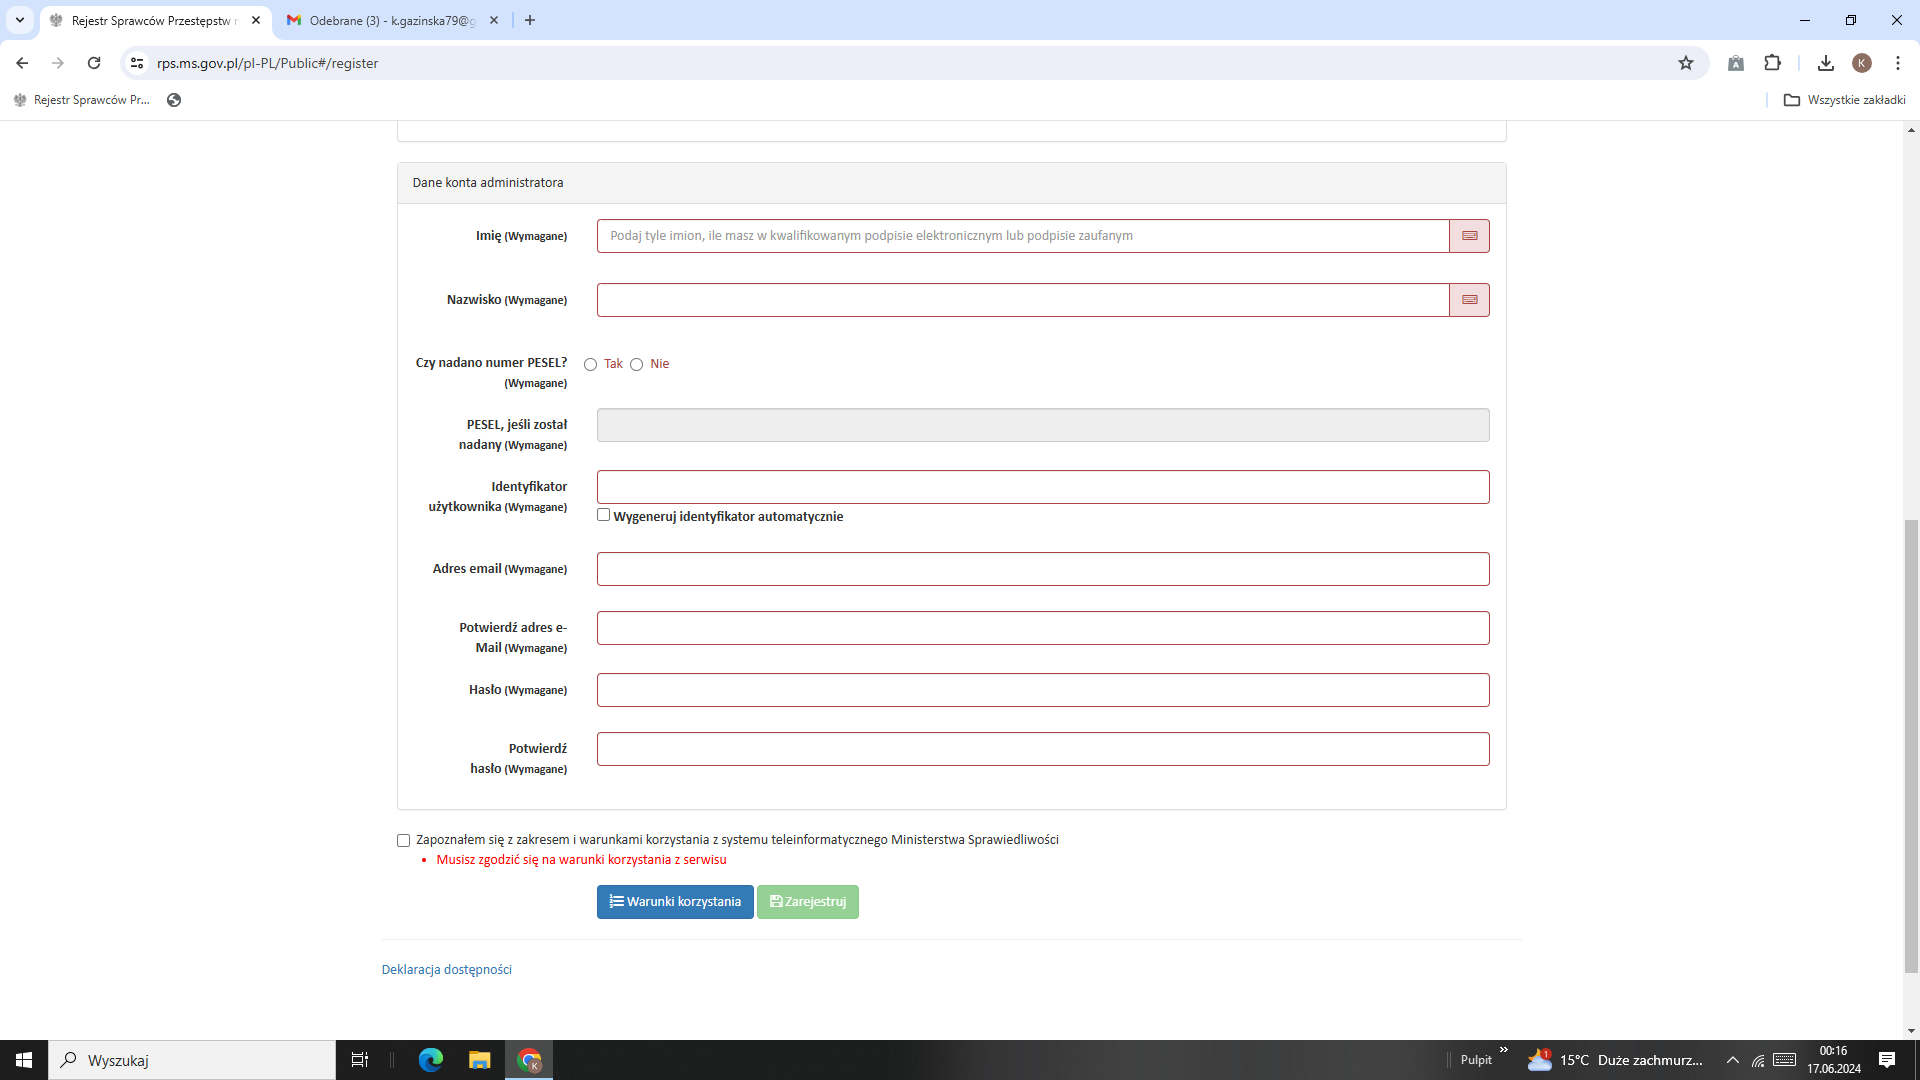 Rejestr Sprawców Przestępstw
Odebrane (3) - k.gazinska79@g
rps.ms.gov.pl/pl-PL/Public#/register
K
Rejestr Sprawców Pr...
Wszystkie zakładki
Dane konta administratora
Imię (Wymagane)
Podaj tyle imion, ile masz w kwalifikowanym podpisie elektronicznym lub podpisie zaufanym
Nazwisko (Wymagane)
Czy nadano numer PESEL?
(Wymagane)
Tak Nie
PESEL, jeśli został
nadany (Wymagane)
Identyfikator
użytkownika (Wymagane)
Wygeneruj identyfikator automatycznie
Adres email (Wymagane)
Potwierdź adres e-
Mail (Wymagane)
Hasło (Wymagane)
Potwierdź
hasło (Wymagane)
Zapoznałem się z zakresem i warunkami korzystania z systemu teleinformatycznego Ministerstwa Sprawiedliwości
• Musisz zgodzić się na warunki korzystania z serwisu
Warunki korzystania
Zarejestruj
Deklaracja dostępności
Wyszukaj
K
Pulpit
»
1
15°C Duże zachmurz...
00:16
17.06.2024